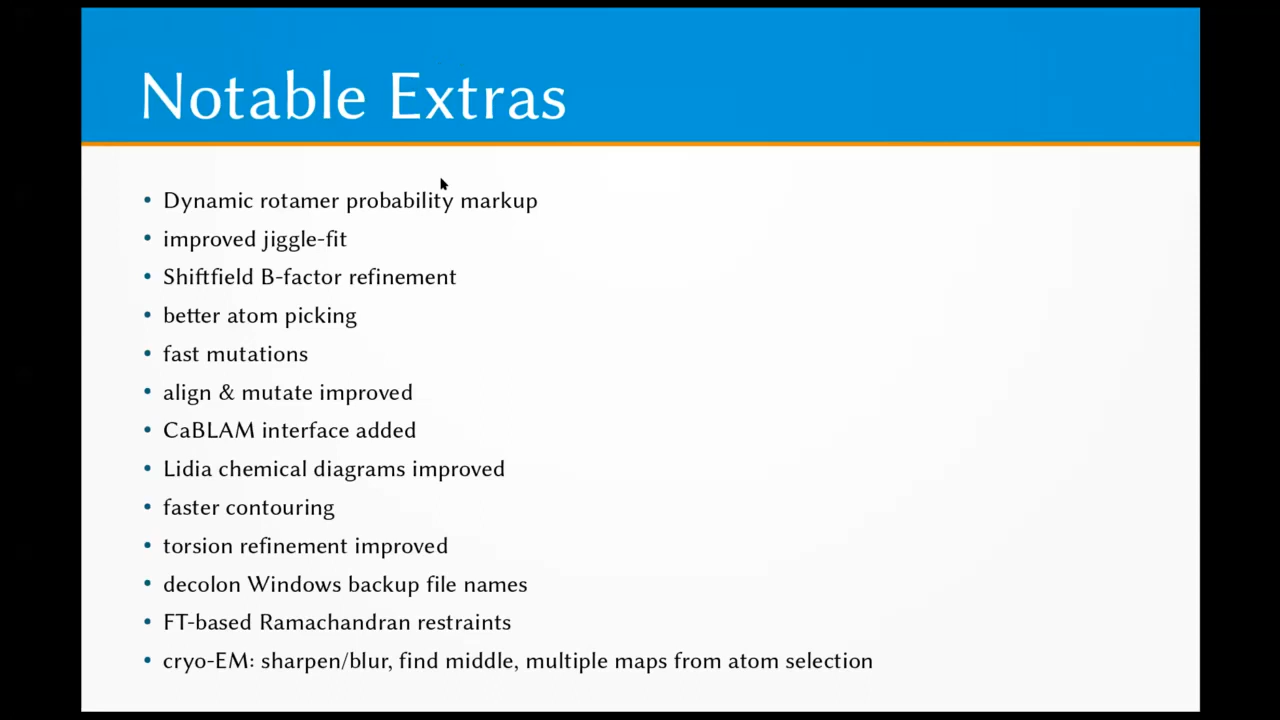 Notable Extras
• Dynamic rotamer probability markup
• improved jiggle-fit
• Shiftfield B-factor refinement
• better atom picking
• fast mutations
• align & mutate improved
• CaBLAM interface added
• Lidia chemical diagrams improved
• faster contouring
• torsion refinement improved
• decolon Windows backup file names
• FT-based Ramachandran restraints
• cryo-EM: sharpen/blur, find middle, multiple maps from atom selection